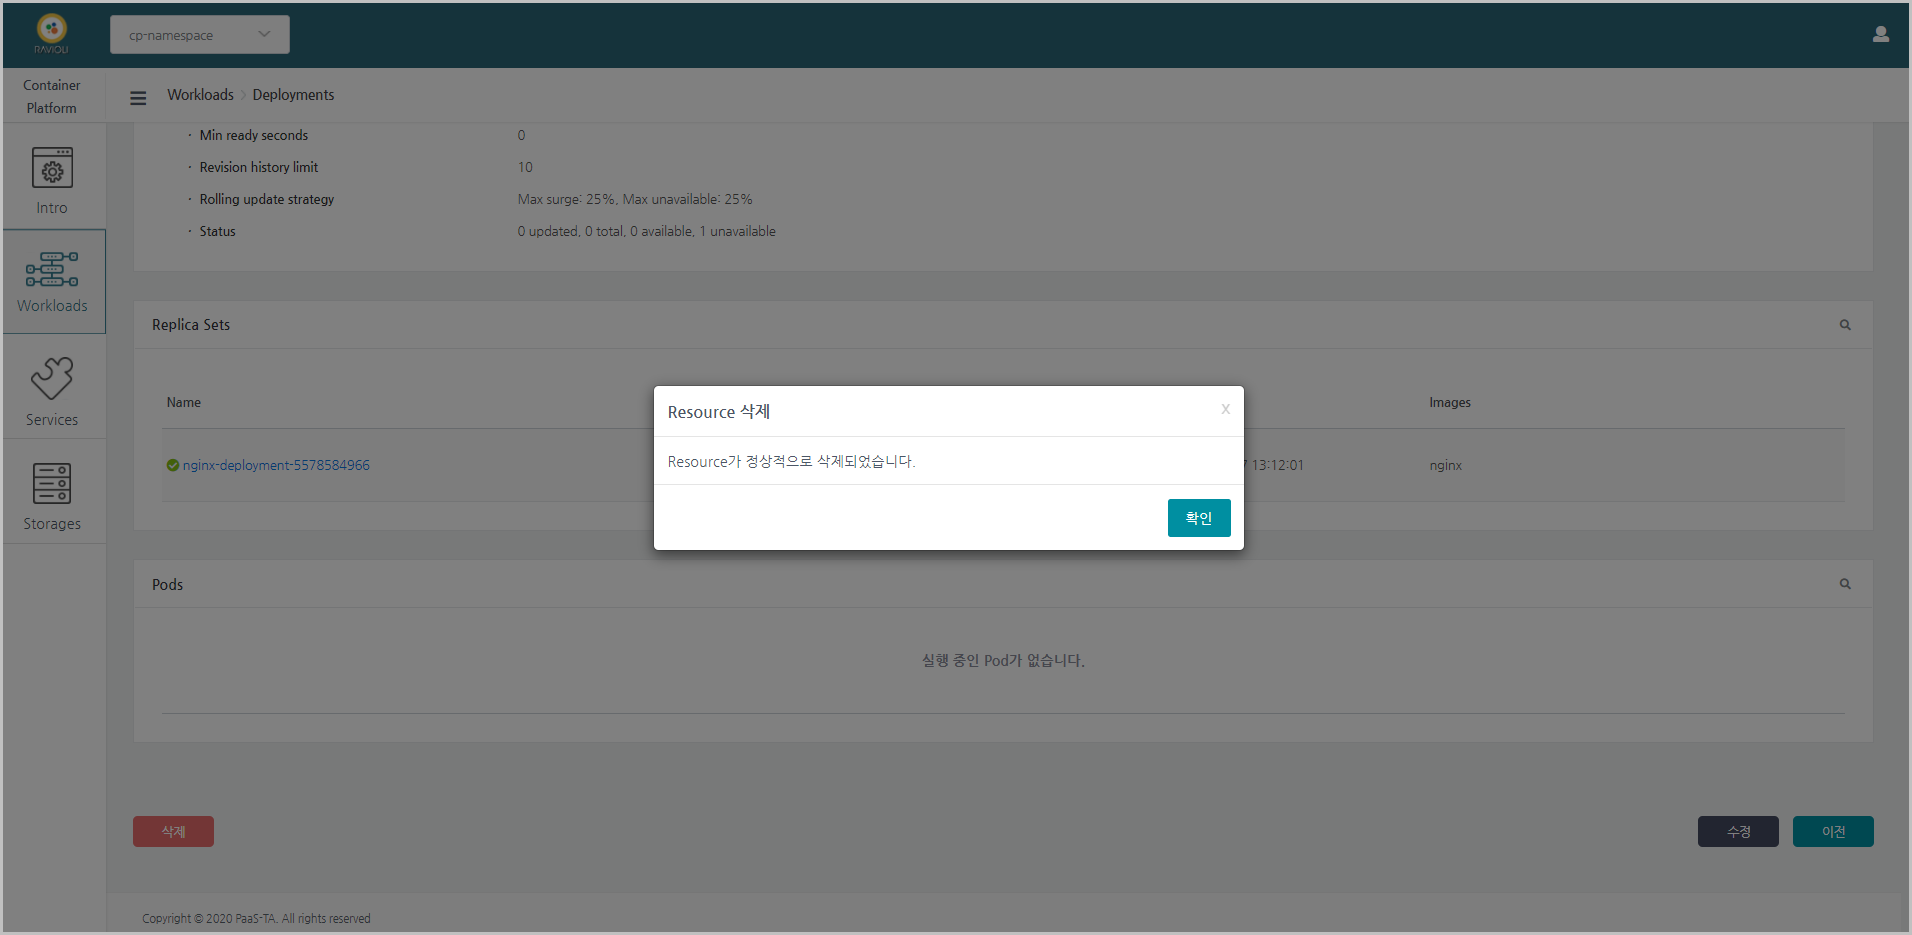 RAVIOLI
cp-namespace
Container
Platform
Workloads > Deployments
· Min ready seconds 0
· Revision history limit 10
· Rolling update strategy Max surge: 25%, Max unavailable: 25%
· Status 0 updated, 0 total, 0 available, 1 unavailable
Intro
Workloads
Services
Storages
Replica Sets
Name Images
nginx-deployment-5578584966 13:12:01 nginx
Resource 삭제 X
Resource가 정상적으로 삭제되었습니다.
확인
Pods
실행 중인 Pod가 없습니다.
삭제 수정 이전
Copyright © 2020 PaaS-TA. All rights reserved